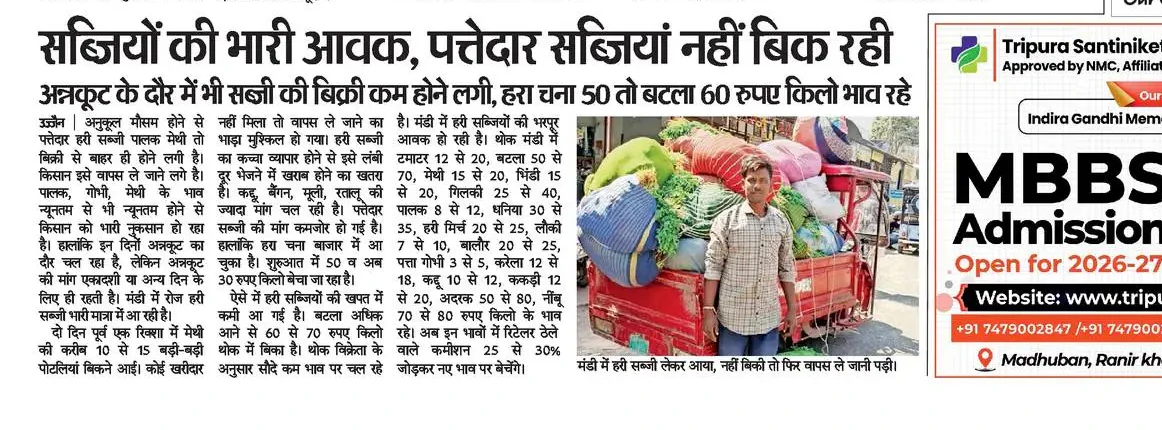 सब्जियों की भारी आवक, पत्तेदार सब्जियां नहीं बिक रही
अन्नकूट के दौर में भी सब्जी की बिक्री कम होने लगी, हरा चना 50 तो बटला 60 रुपए किलो भाव रहे
उज्जैन | अनुकूल मौसम होने से
पत्तेदार हरी सब्जी पालक मेथी तो
बिक्री से बाहर ही होने लगी है।
किसान इसे वापस ले जाने लगे है।
पालक, गोभी, मेथी के भाव
न्यूनतम से भी न्यूनतम होने से
किसान को भारी नुकसान हो रहा
है। हालांकि इन दिनों अन्नकूट का
दौर चल रहा है, लेकिन अन्नकूट
की मांग एकादशी या अन्य दिन के
लिए ही रहती है। मंडी में रोज हरी
सब्जी भारी मात्रा में आ रही है।
दो दिन पूर्व एक रिक्शा में मेथी
की करीब 10 से 15 बड़ी-बड़ी
पोटलियां बिकने आई। कोई खरीदार
नहीं मिला तो वापस ले जाने का
भाड़ा मुश्किल हो गया। हरी सब्जी
का कच्चा व्यापार होने से इसे लंबी
दूर भेजने में खराब होने का खतरा
है। कद्दू, बैंगन, मूली, रतालू की
ज्यादा मांग चल रही है। पत्तेदार
सब्जी की मांग कमजोर हो गई है।
हालांकि हरा चना बाजार में आ
चुका है। शुरुआत में 50 व अब
30 रुपए किलो बेचा जा रहा है।
ऐसे में हरी सब्जियों की खपत में
कमी आ गई है। बटला अधिक
आने से 60 से 70 रुपए किलो
थोक में बिका है। थोक विक्रेता के
अनुसार सौदे कम भाव पर चल रहे
है। मंडी में हरी सब्जियों की भरपूर
आवक हो रही है। थोक मंडी में
टमाटर 12 से 20, बटला 50 से
70, मेथी 15 से 20, भिंडी 15
से 20, गिलकी 25 से 40,
पालक 8 से 12, धनिया 30 से
35, हरी मिर्च 20 से 25, लौकी
7 से 10, बालौर 20 से 25,
पत्ता गोभी 3 से 5, करेला 12 से
18, कद्दू 10 से 12, ककड़ी 12
से 20, अदरक 50 से 80, नींबू
70 से 80 रुपए किलो के भाव
रहे। अब इन भावों में रिटेलर ठेले
वाले कमीशन 25 से 30%
जोड़कर नए भाव पर बेचेंगे।
मंडी में हरी सब्जी लेकर आया, नहीं बिकी तो फिर वापस ले जानी पड़ी।
Tripura Santiniket
Approved by NMC, Affiliat
Our
Indira Gandhi Mem
MBBS
Admission
Open for 2026-27
Website: www.tripu
+91 7479002847 /+91 747900
Madhuban, Ranir kh